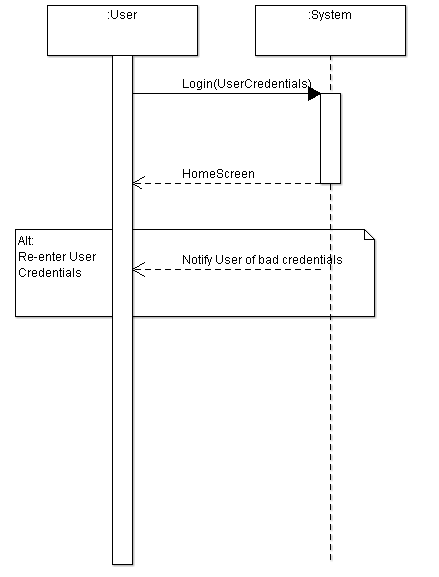 :User
:System
Login(UserCredentials)
HomeScreen
Alt:
Re-enter User
Credentials
Notify User of bad credentials